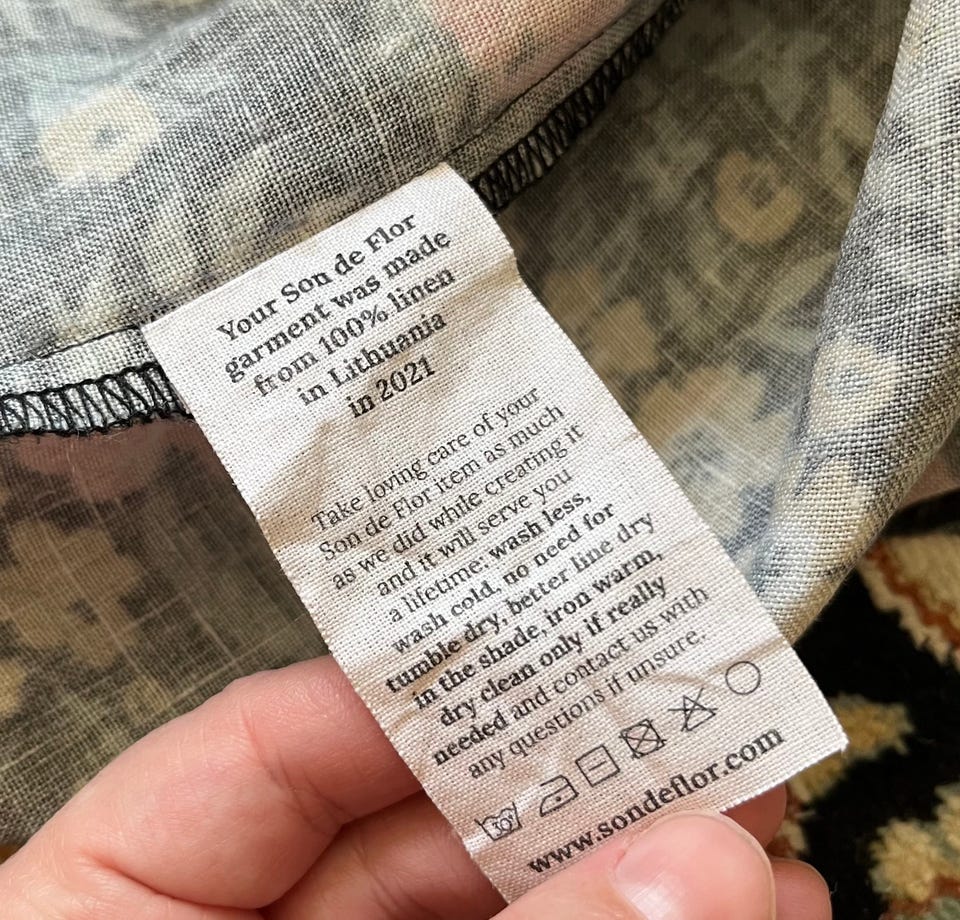 Your Son de Flor
garment was made
from 100% linen
in Lithuania
in 2021
Take loving care of your
Son de Flor item as much
as we did while creating it
and it will serve you
a lifetime: wash less,
wash cold, no need for
tumble dry, better line dry
in the shade, iron warm,
dry clean only if really
needed and contact us with
any questions if unsure.
30°
www.sondeflor.com